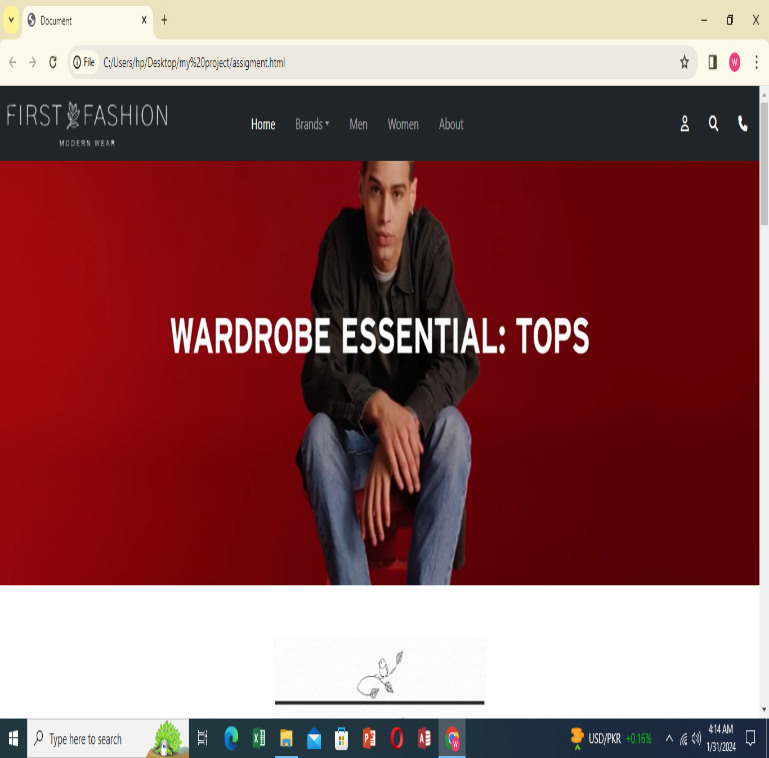 Document
File
C:/Users/hp/Desktop/my%20project/assigment.html
W
FIRST FASHION
MODERN WEAR
Home Brands Men Women About
WARDROBE ESSENTIAL: TOPS
Type here to search
USD/PKR +0.16%
4:14 AM
1/31/2024